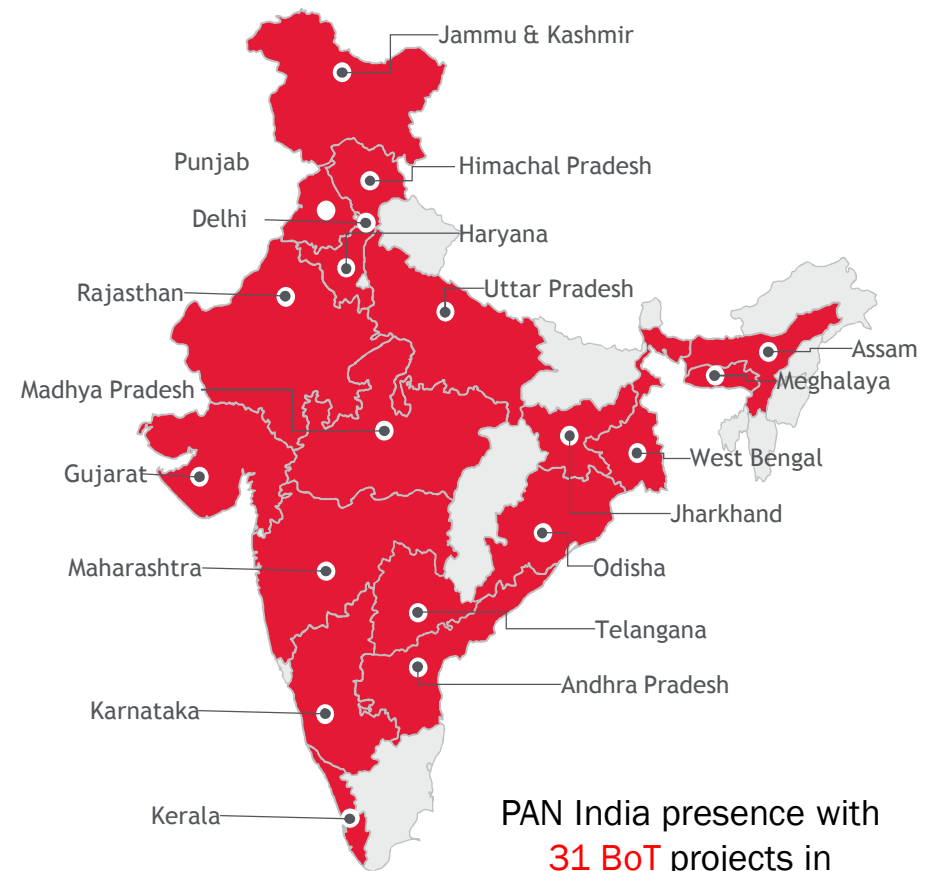 Jammu & Kashmir
Punjab
Himachal Pradesh
Delhi
Haryana
Rajasthan
Uttar Pradesh
Assam
Madhya Pradesh
Meghalaya
West Bengal
Gujarat
Jharkhand
Maharashtra
Odisha
Telangana
Andhra Pradesh
Karnataka
Kerala
PAN India presence with
31 BoT projects in